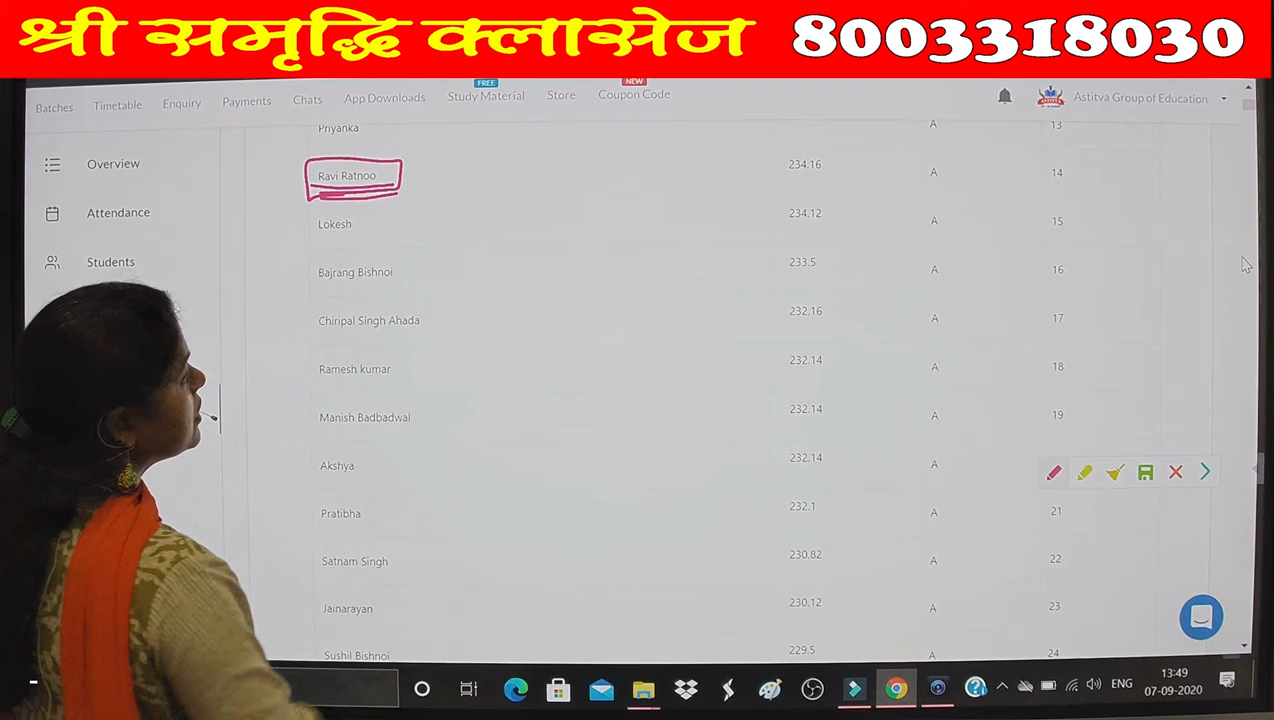 श्री समृद्धि क्लासेज 8003318030
FREE NEW
Batches Timetable Enquiry Payments Chats App Downloads Study Material Store Coupon Code ASTITVA Astitva Group of Education
Overview
Attendance
Students
Priyanka A 13
Ravi Ratnoo 234.16 A 14
Lokesh 234.12 A 15
Bajrang Bishnoi 233.5 A 16
Chiripal Singh Ahada 232.16 A 17
Ramesh kumar 232.14 A 18
Manish Badbadwal 232.14 A 19
Akshya 232.14 A
Pratibha 232.1 A 21
Satnam Singh 230.82 A 22
Jainarayan 230.12 A 23
Sushil Bishnoi 229.5 A 24
ENG 13:49
07-09-2020